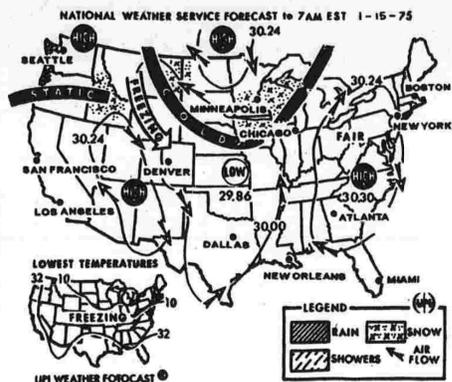 NATIONAL WEATHER SERVICE FORECAST to 7AM EST 1-15-75
HIGH
HIGH
30.24
SEATTLE
STATIC
FREEZING
COLD
MINNEAPOLIS
CHICAGO
30.24
BOSTON
NEW YORK
FAIR
30.24
SAN FRANCISCO
DENVER
LOW
29.86
HIGH
30.30
HIGH
LOS ANGELES
ATLANTA
30.00
DALLAS
NEW ORLEANS
MIAMI
LOWEST TEMPERATURES
32
10
10
FREEZING
32
LEGEND
UPI
RAIN
SNOW
SHOWERS
AIR
FLOW
UPI WEATHER FOTOCAST ©